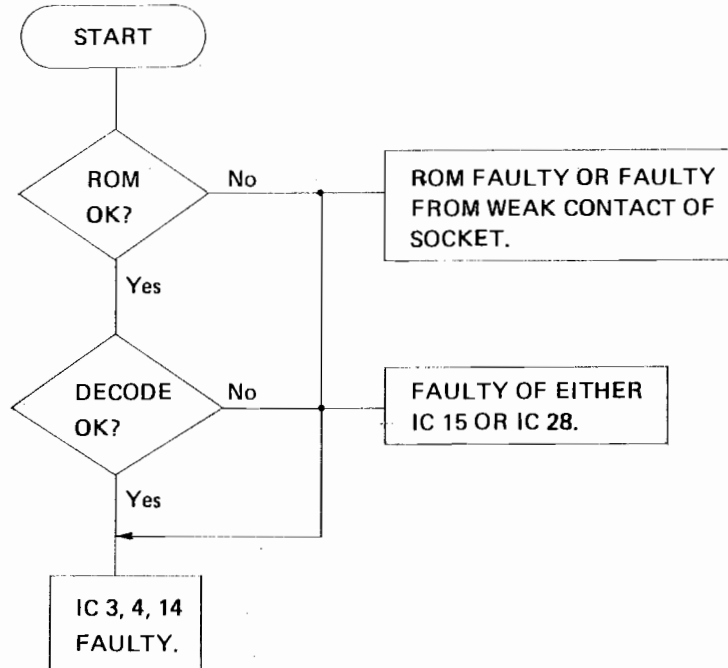 START
ROM
OK?
No
ROM FAULTY OR FAULTY
FROM WEAK CONTACT OF
SOCKET.
Yes
DECODE
OK?
No
FAULTY OF EITHER
IC 15 OR IC 28.
Yes
IC 3, 4, 14
FAULTY.